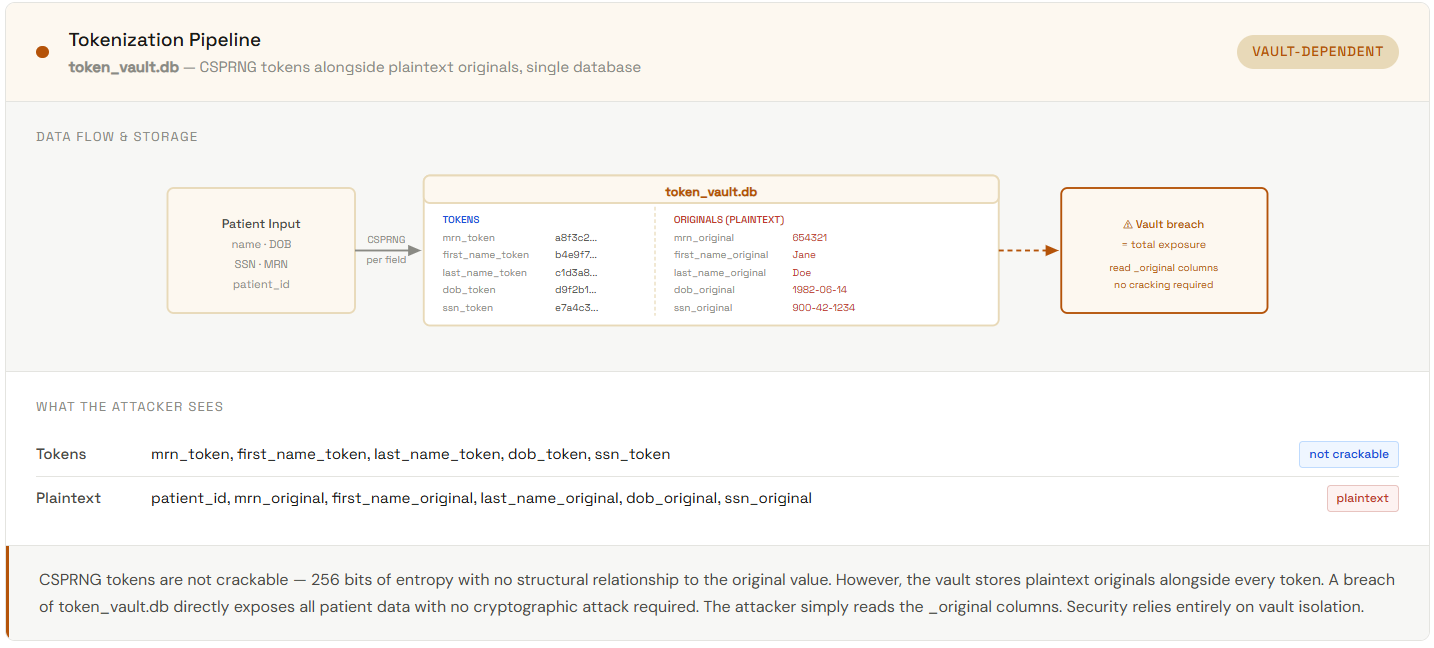 Tokenization Pipeline
token_vault.db — CSPRNG tokens alongside plaintext originals, single database
VAULT-DEPENDENT
DATA FLOW & STORAGE
Patient Input
name · DOB
SSN · MRN
patient_id
CSPRNG
per field
token_vault.db
TOKENS
mrn_token a8f3c2...
first_name_token b4e9f7...
last_name_token c1d3a8...
dob_token d9f2b1...
ssn_token e7a4c3...
ORIGINALS (PLAINTEXT)
mrn_original 654321
first_name_original Jane
last_name_original Doe
dob_original 1982-06-14
ssn_original 900-42-1234
⚠ Vault breach
= total exposure
read _original columns
no cracking required
WHAT THE ATTACKER SEES
Tokens mrn_token, first_name_token, last_name_token, dob_token, ssn_token not crackable
Plaintext patient_id, mrn_original, first_name_original, last_name_original, dob_original, ssn_original plaintext
CSPRNG tokens are not crackable — 256 bits of entropy with no structural relationship to the original value. However, the vault stores plaintext originals alongside every token. A breach
of token_vault.db directly exposes all patient data with no cryptographic attack required. The attacker simply reads the _original columns. Security relies entirely on vault isolation.